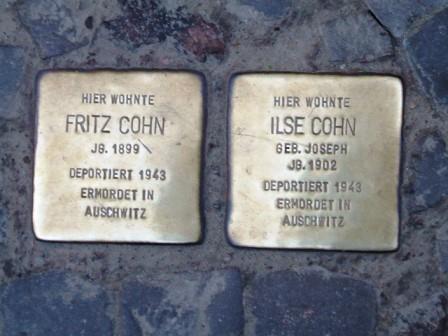 HIER WOHNTE
FRITZ COHN
JG. 1899
DEPORTIERT 1943
ERMORDET IN
AUSCHWITZ
HIER WOHNTE
ILSE COHN
GEB. JOSEPH
JG. 1902
DEPORTIERT 1943
ERMORDET IN
AUSCHWITZ